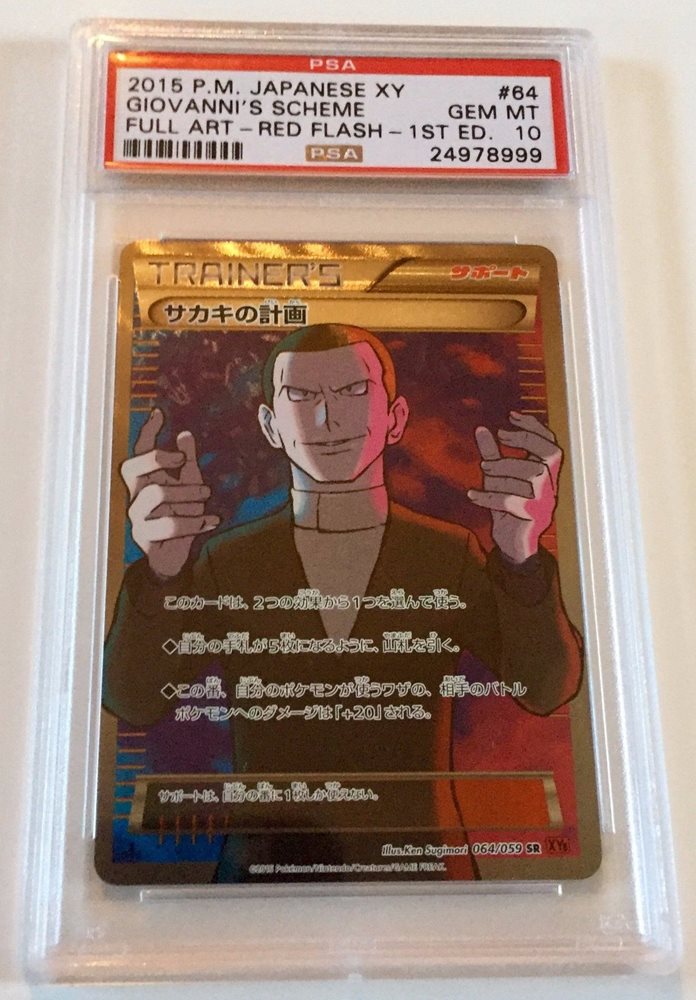 PSA
2015 P.M. JAPANESE XY #64
GIOVANNI'S SCHEME GEM MT
FULL ART - RED FLASH - 1ST ED. 10
PSA 24978999
TRAINER'S サポート
サカキの計画
このカードは、2つの効果から1つを選んで使う。
◇自分の手札が5枚になるように、山札を引く。
◇この番、自分のポケモンが使うワザの、相手のバトル
ポケモンへのダメージは「+20」される。
サポートは、自分の番に1枚しか使えない。
Illus.Ken Sugimori 064/059 SR XY8
©2015 Pokémon/Nintendo/Creatures/GAME FREAK.